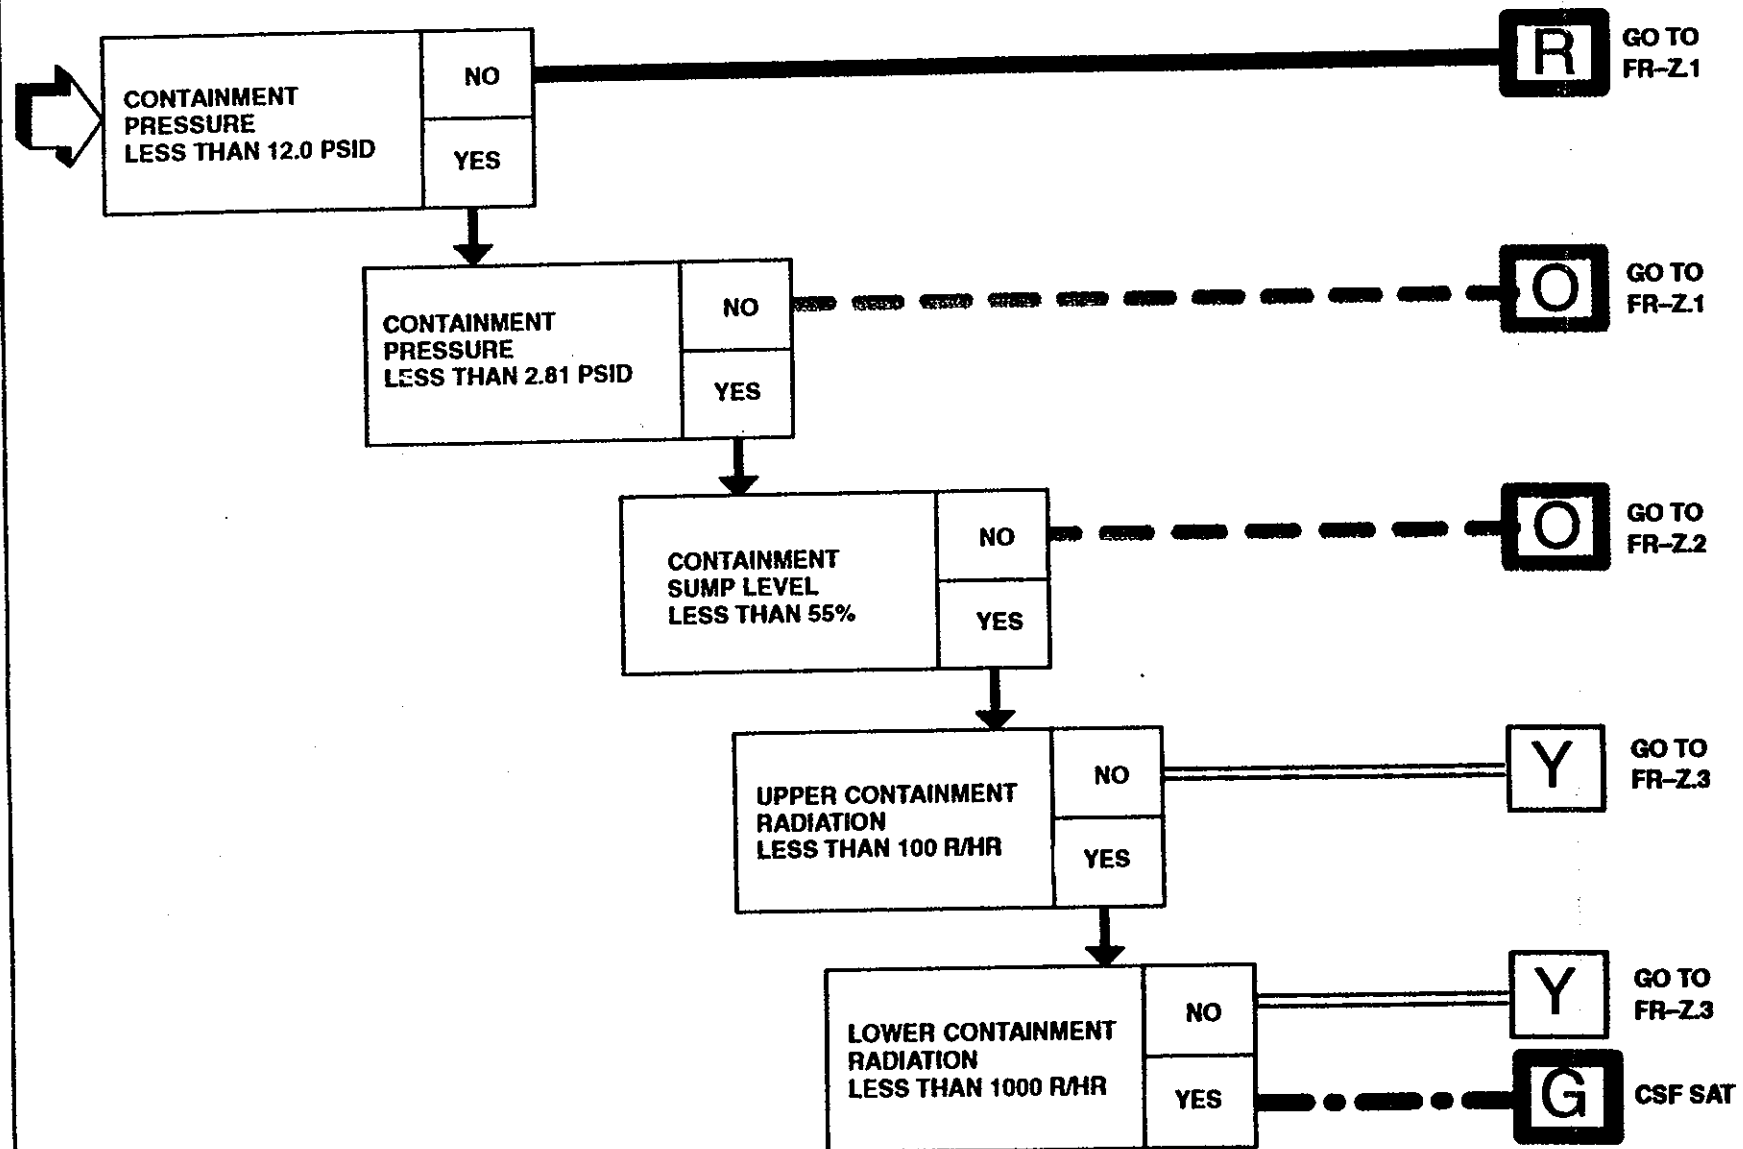 CONTAINMENT
PRESSURE
LESS THAN 12.0 PSID
NO
YES
R
GO TO
FR-Z.1
CONTAINMENT
PRESSURE
LESS THAN 2.81 PSID
NO
YES
O
GO TO
FR-Z.1
CONTAINMENT
SUMP LEVEL
LESS THAN 55%
NO
YES
O
GO TO
FR-Z.2
UPPER CONTAINMENT
RADIATION
LESS THAN 100 R/HR
NO
YES
Y
GO TO
FR-Z.3
LOWER CONTAINMENT
RADIATION
LESS THAN 1000 R/HR
NO
YES
Y
GO TO
FR-Z.3
G
CSF SAT